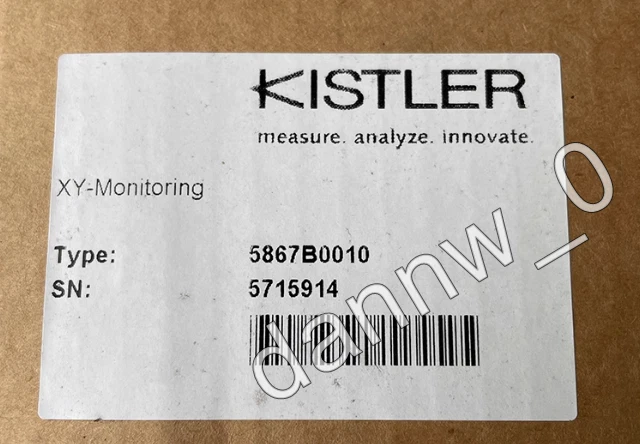 KISTLER
measure. analyze. innovate.
XY-Monitoring
Type: 5867B0010
SN: 5715914
dannw_0